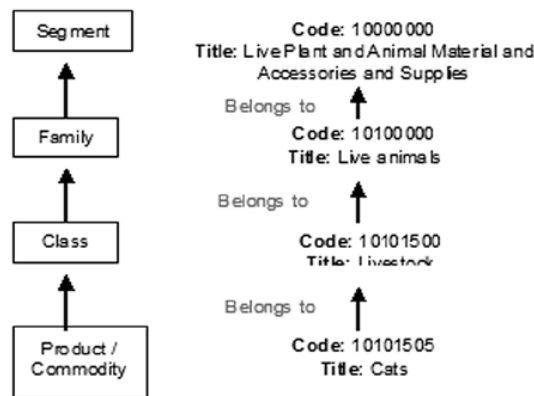 Segment
Code: 10000000
Title: Live Plant and Animal Material and
Accessories and Supplies
Belongs to
Family
Code: 10100000
Title: Live animals
Belongs to
Class
Code: 10101500
Title: Livestock
Belongs to
Product /
Commodity
Code: 10101505
Title: Cats